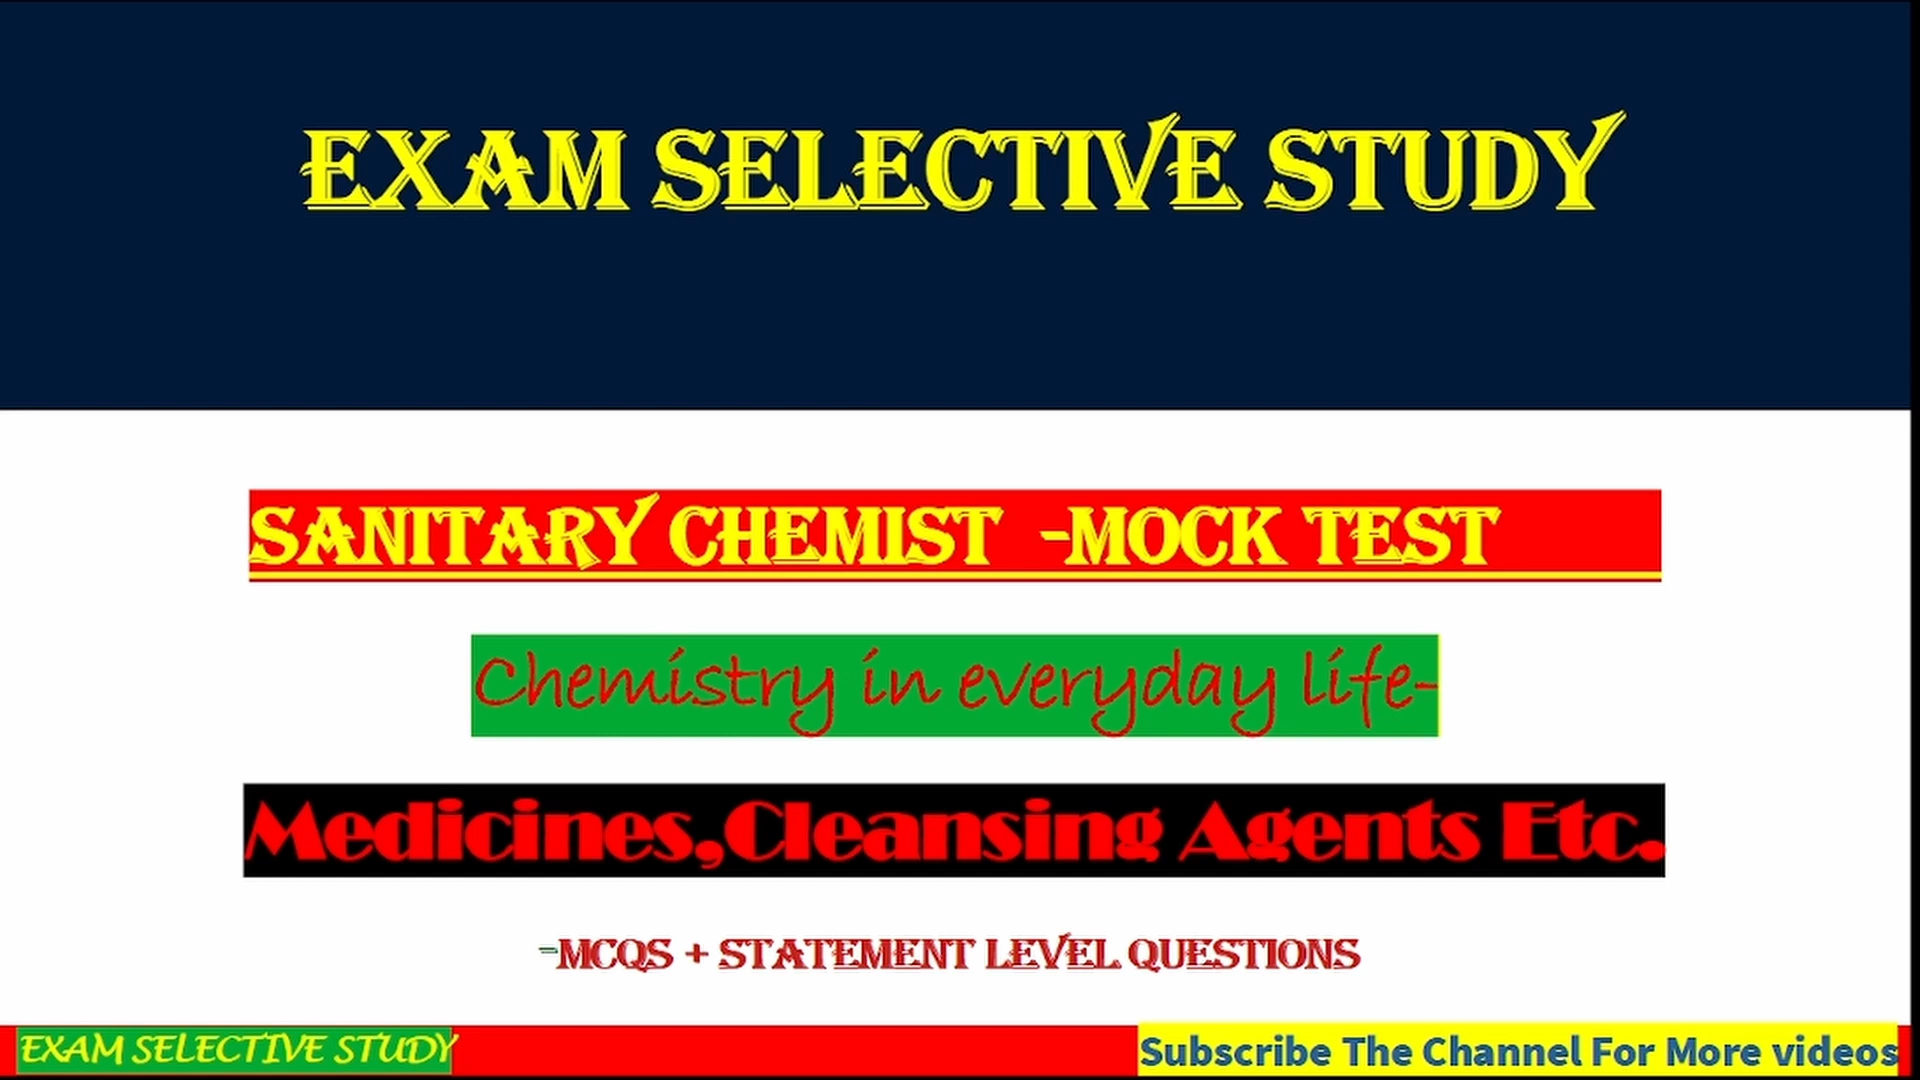 EXAM SELECTIVE STUDY
SANITARY CHEMIST -MOCK TEST
Chemistry in everyday life-
Medicines,Cleansing Agents Etc.
-MCQS + STATEMENT LEVEL QUESTIONS
EXAM SELECTIVE STUDY
Subscribe The Channel For More videos